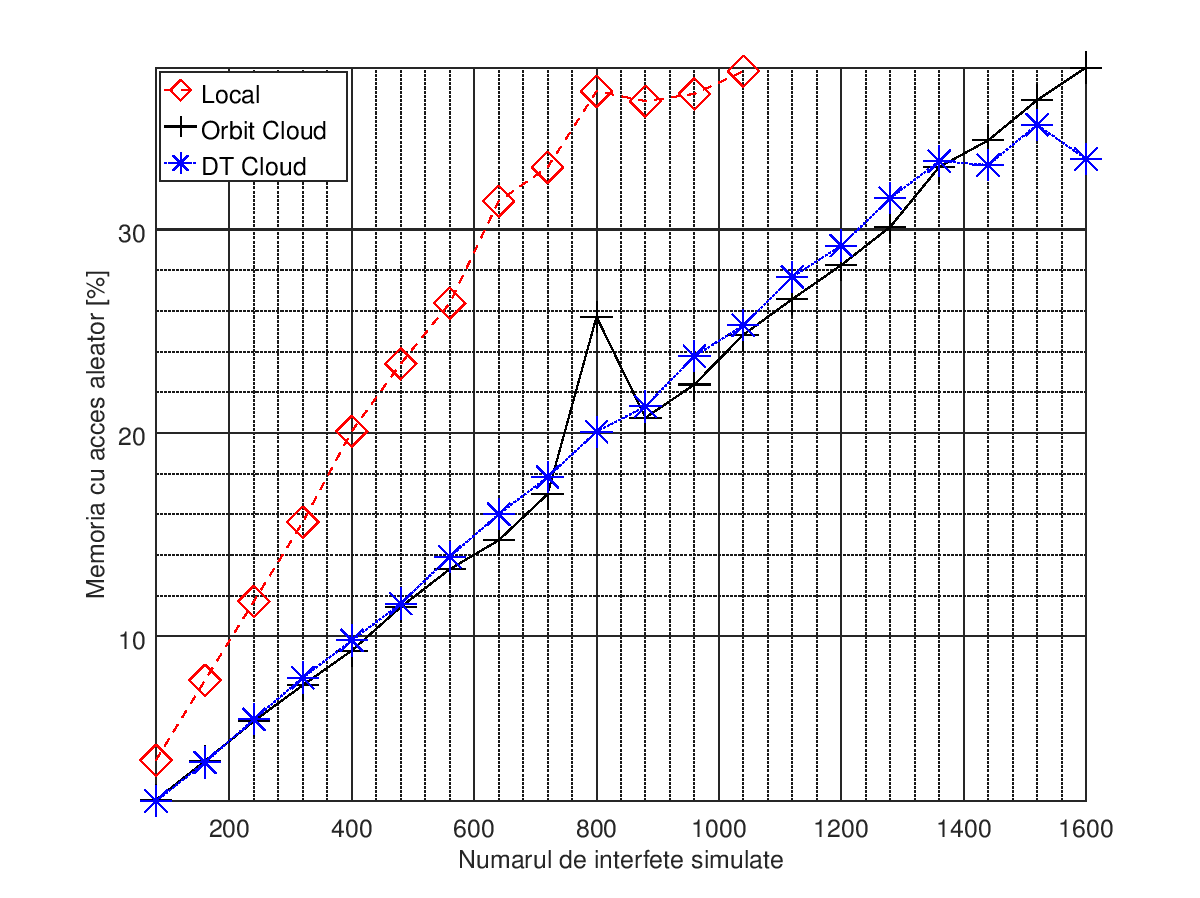 Local
Orbit Cloud
DT Cloud
30
20
10
Memoria cu acces aleator [%]
200 400 600 800 1000 1200 1400 1600
Numarul de interfete simulate